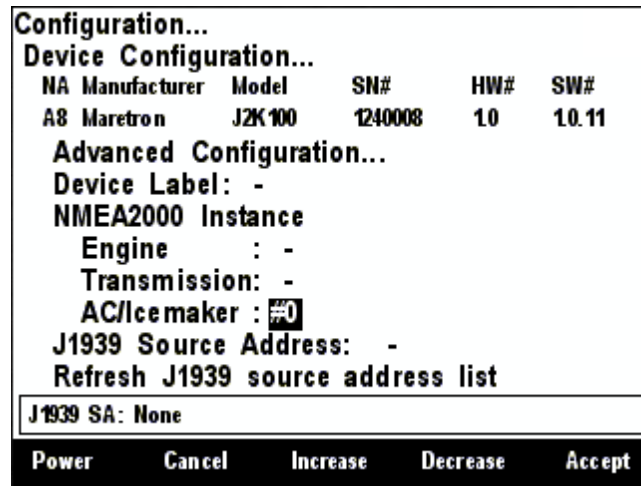 Configuration...
Device Configuration...
NA Manufacturer Model SN# HW# SW#
A8 Maretron J2K100 1240008 1.0 1.0.11
Advanced Configuration...
Device Label: -
NMEA2000 Instance
Engine : -
Transmission: -
AC/Icemaker : #0
J1939 Source Address: -
Refresh J1939 source address list
J1939 SA: None
Power Cancel Increase Decrease Accept